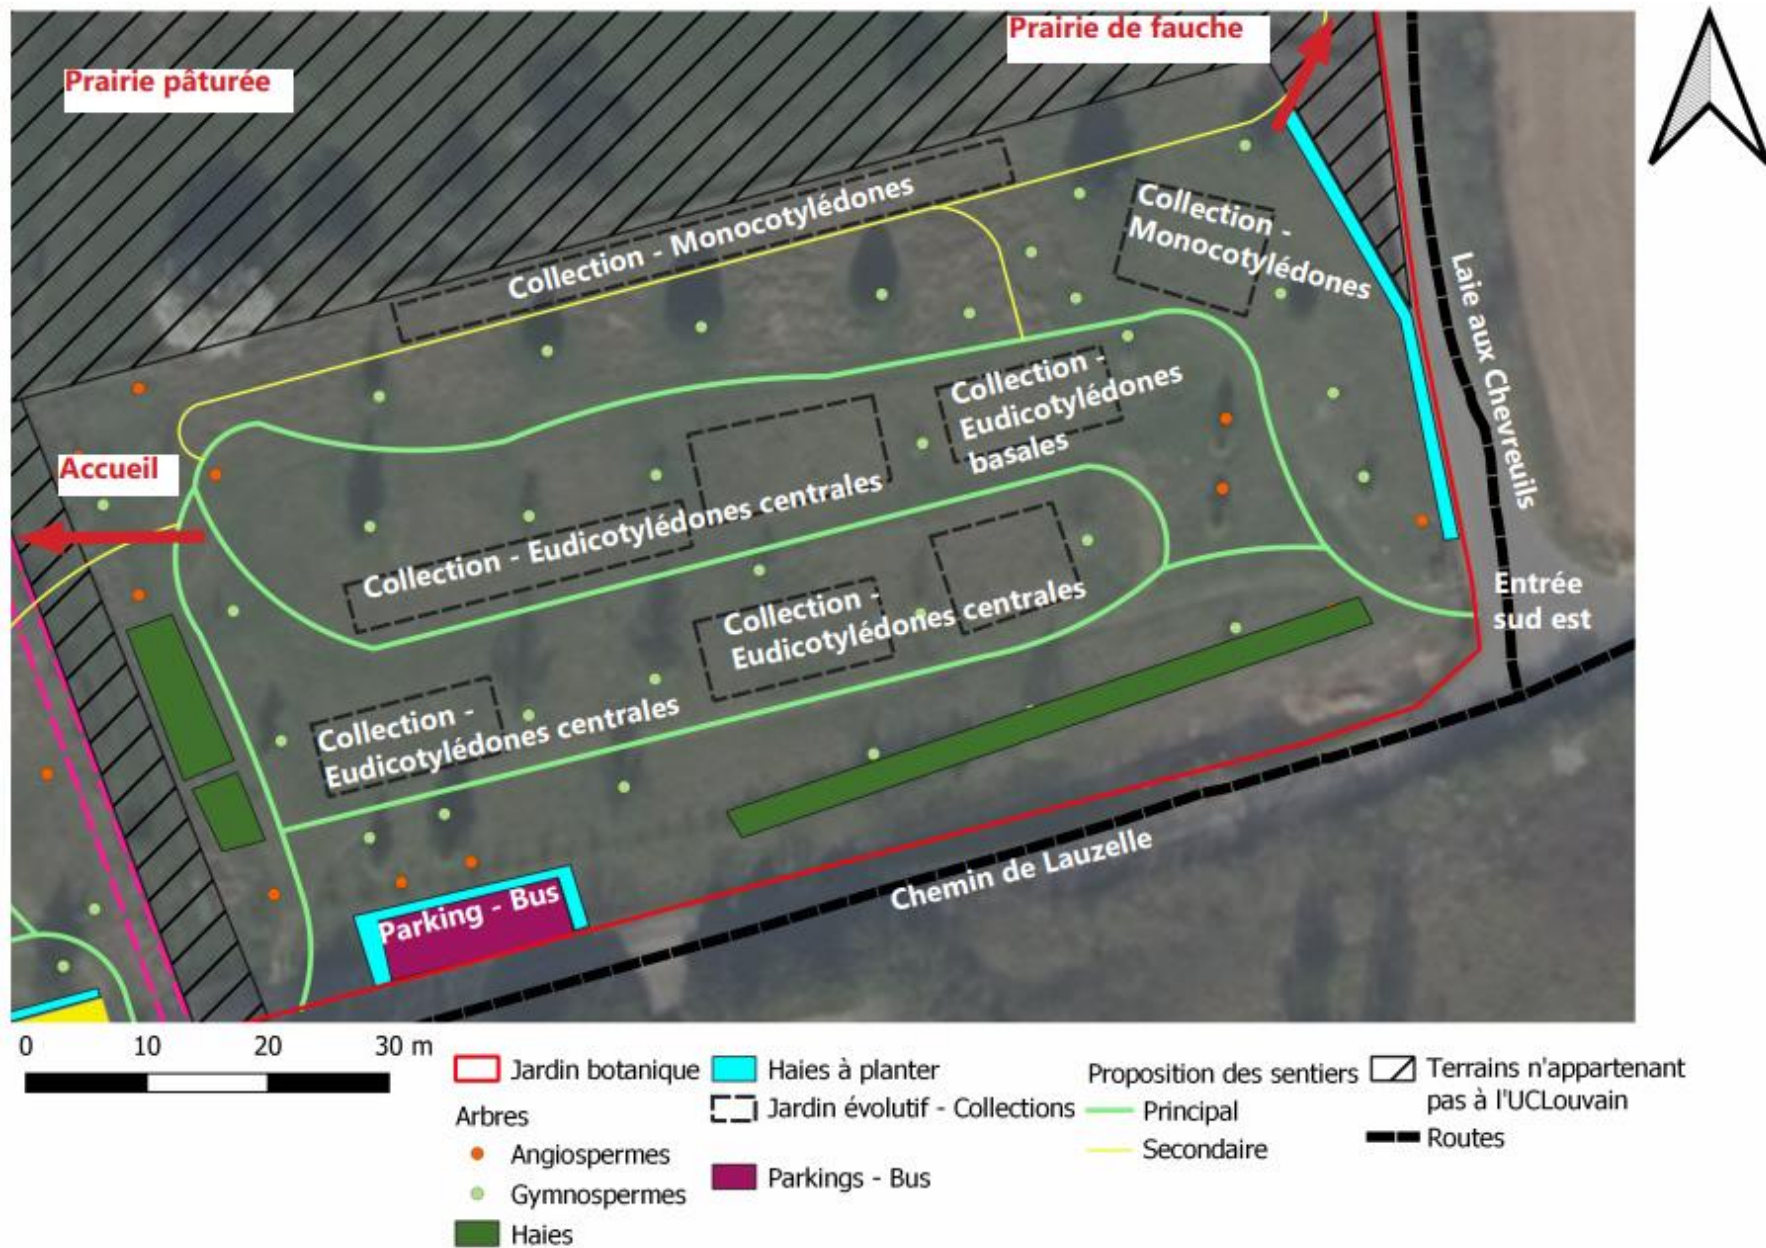 Prairie de fauche
Prairie pâturée
Collection - Monocotylédones
Collection -
Monocotylédones
Laie aux Chevreuils
Collection -
Eudicotylédones
basales
Accueil
Collection - Eudicotylédones centrales
Collection -
Eudicotylédones centrales
Entrée
sud est
Collection -
Eudicotylédones centrales
Parking - Bus
Chemin de Lauzelle
0 10 20 30 m
Jardin botanique
Arbres
Angiospermes
Gymnospermes
Haies
Haies à planter
Jardin évolutif - Collections
Parkings - Bus
Proposition des sentiers
Principal
Secondaire
Terrains n'appartenant
pas à l'UCLouvain
Routes